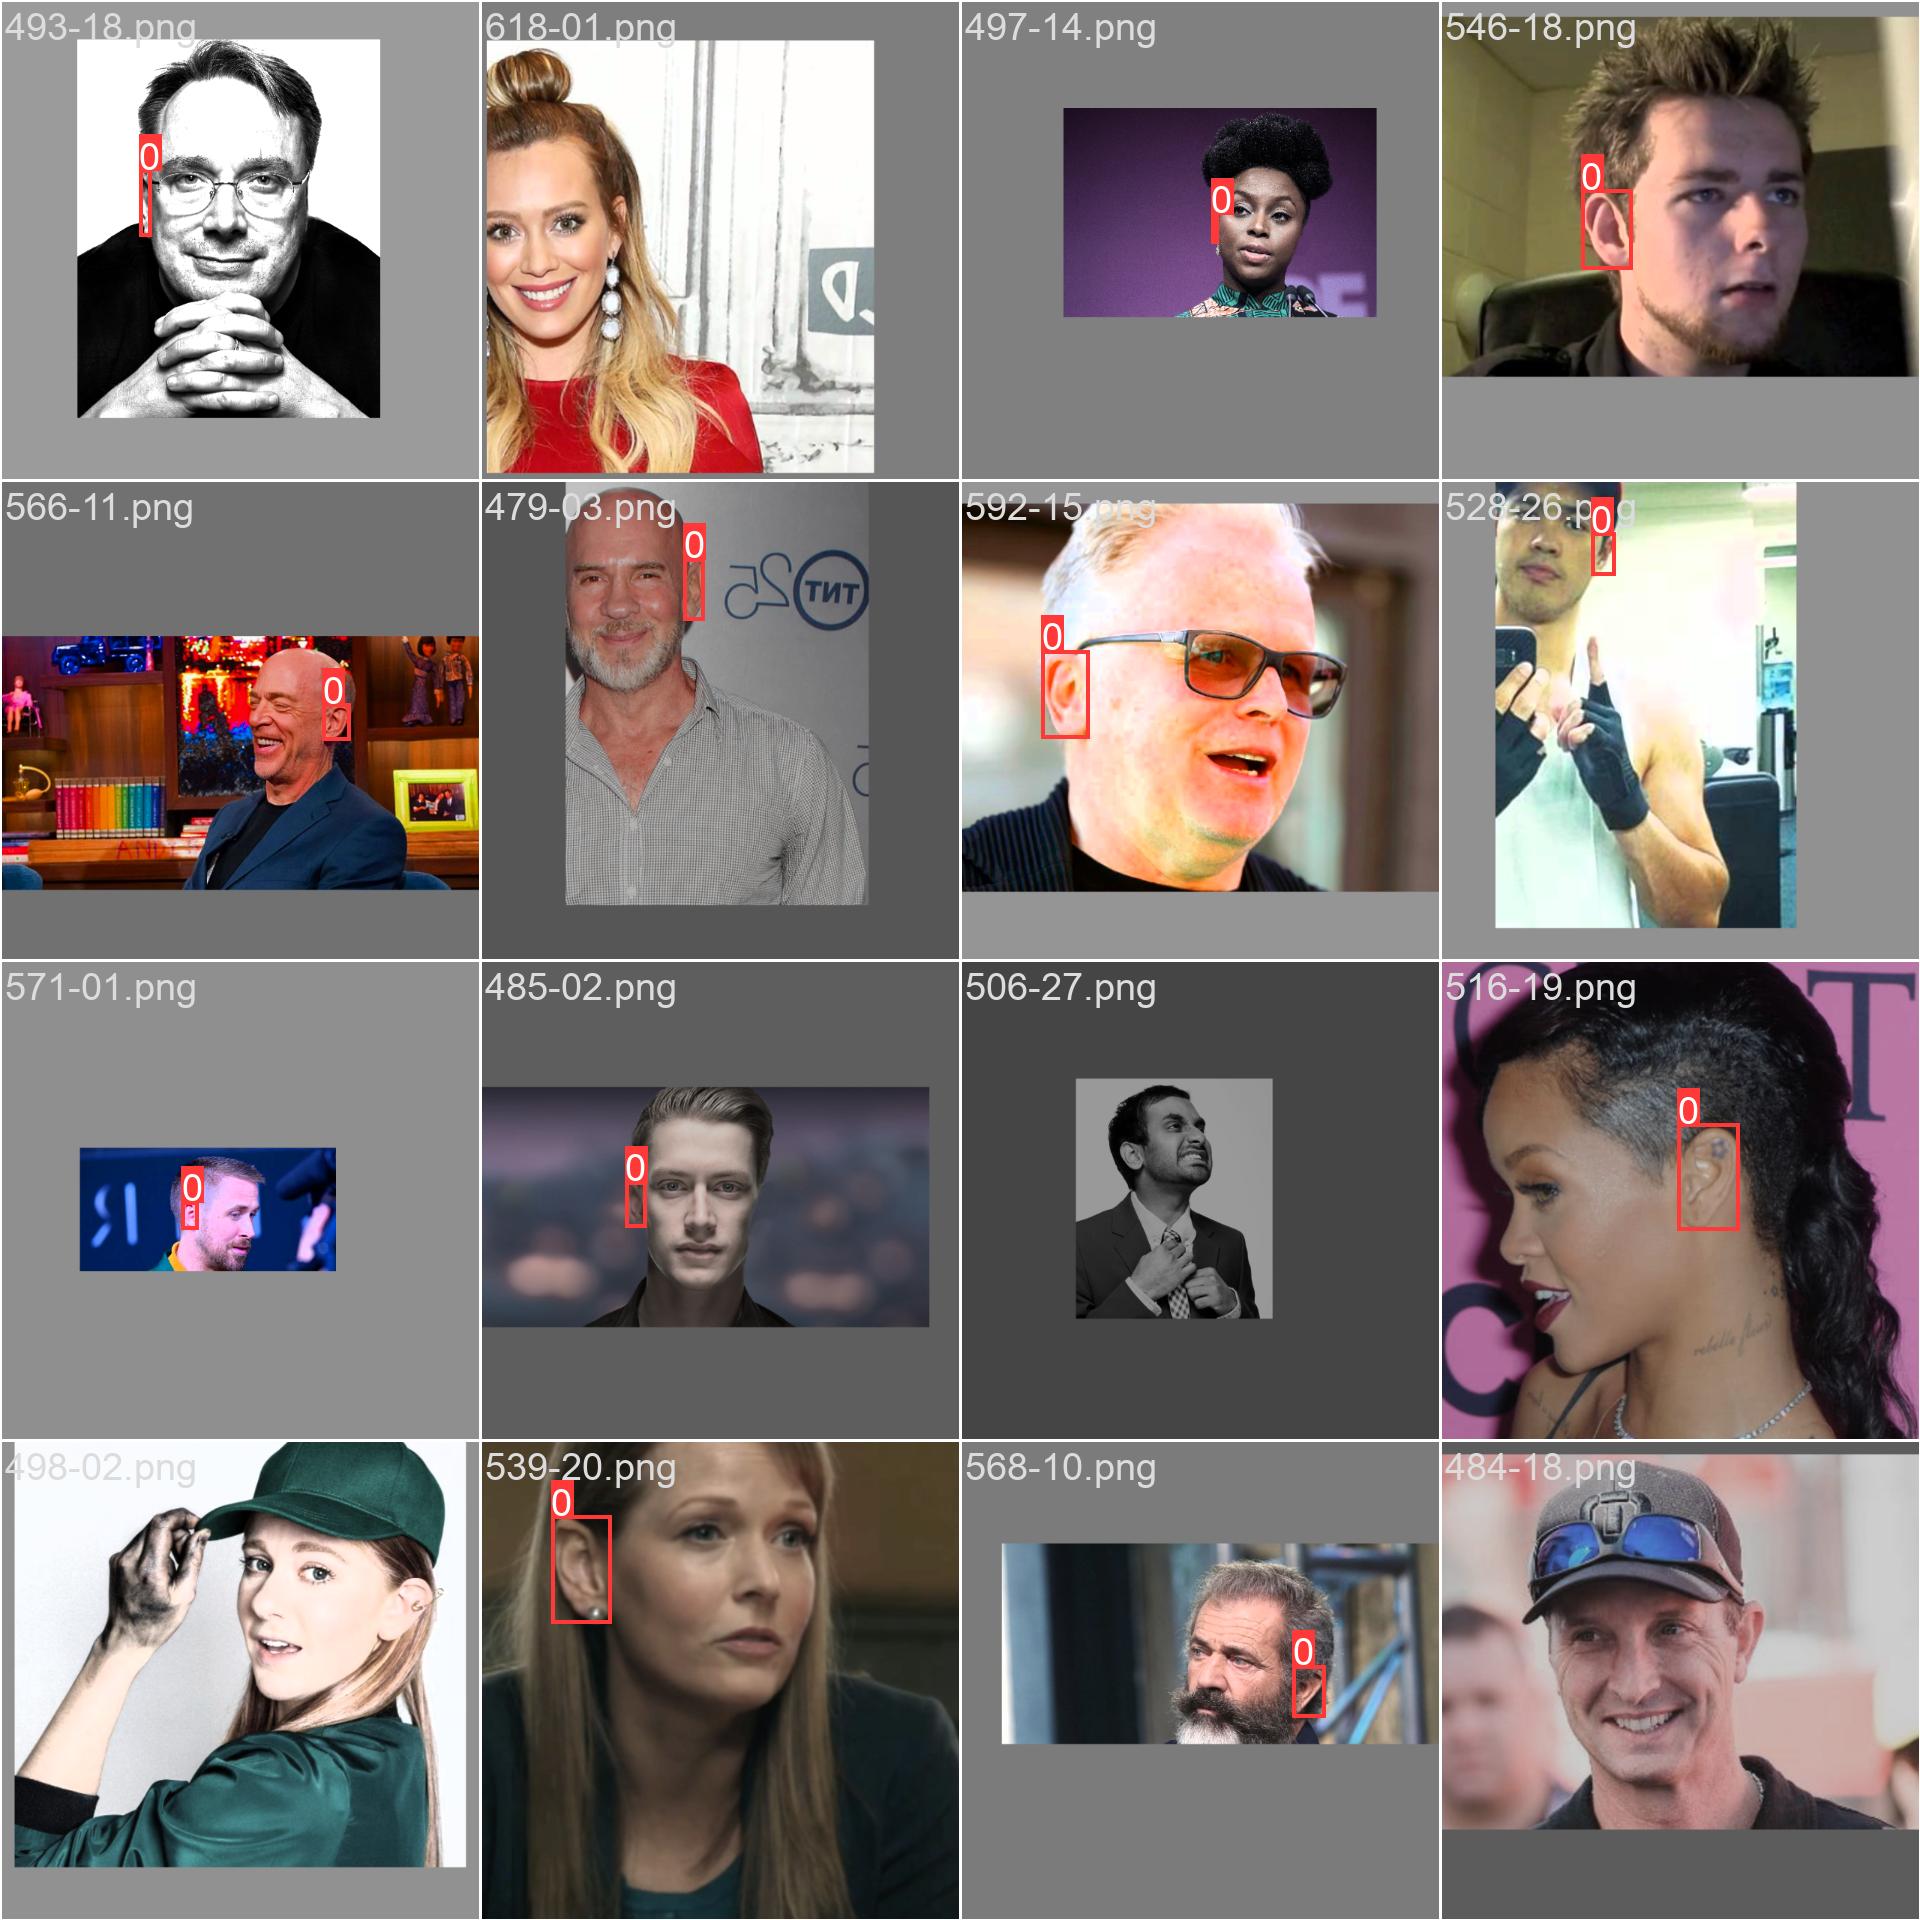 493-18.png
618-01.png
497-14.png
546-18.png
0
0
0
566-11.png
479-03.png
592-15.png
528-26.png
0
0
0
0
25
TNT
571-01.png
485-02.png
506-27.png
516-19.png
0
0
0
T
C
rebelle fleur
498-02.png
539-20.png
568-10.png
484-18.png
0
0